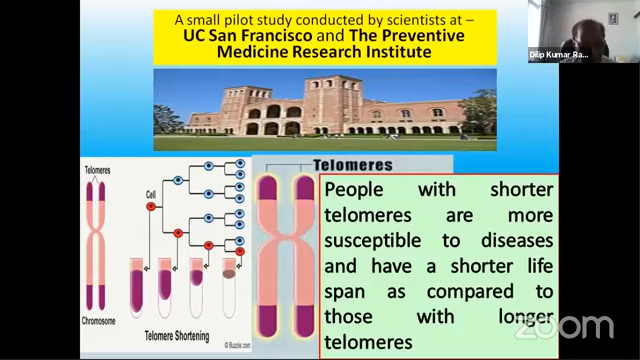 A small pilot study conducted by scientists at –
UC San Francisco and The Preventive
Medicine Research Institute
Dilip Kumar Ra...
Telomeres
Cell
Chromosome
Telomere Shortening
© Buzzle.com
Telomeres
People with shorter
telomeres are more
susceptible to diseases
and have a shorter life
span as compared to
those with longer
telomeres
zoom